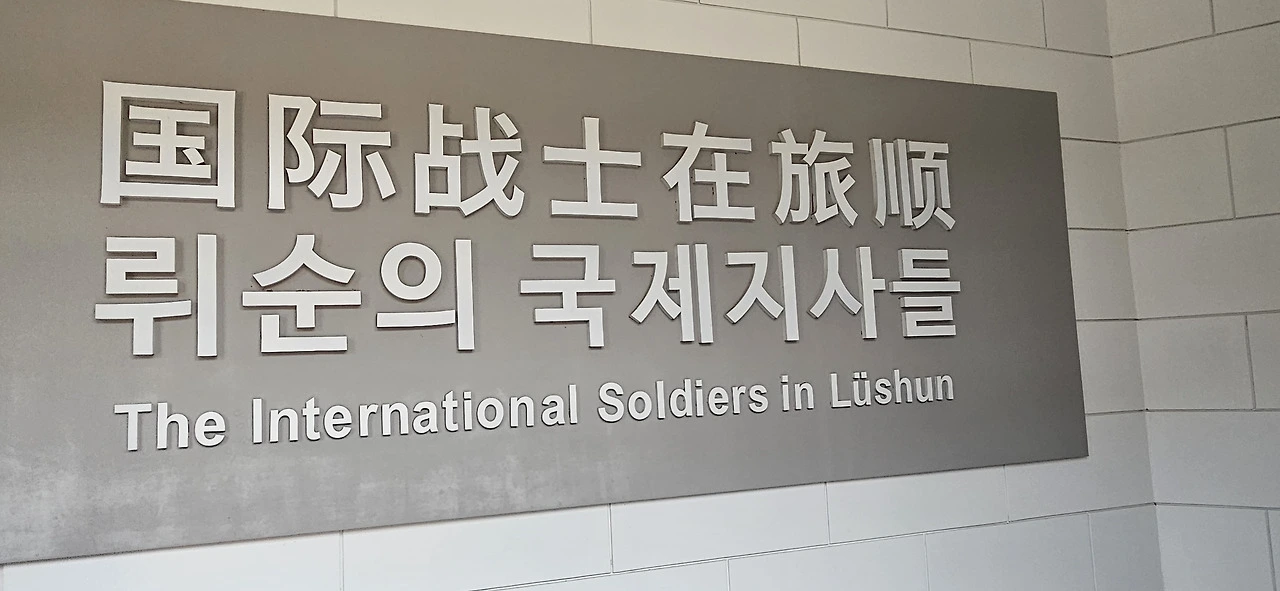 国际战士在旅顺
뤼순의 국제지사들
The International Soldiers in Lüshun